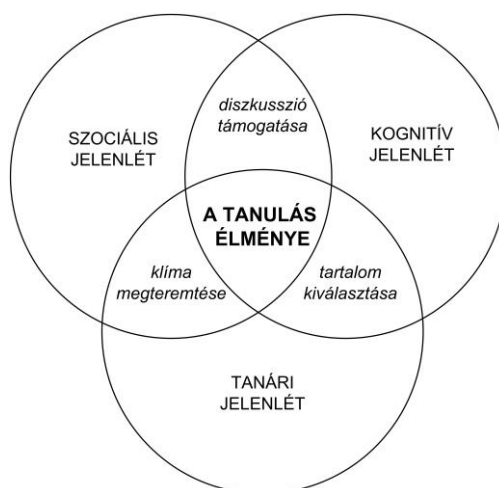 diszkusszió
támogatása
SZOCIÁLIS
JELENLÉT
KOGNITÍV
JELENLÉT
A TANULÁS
ÉLMÉNYE
klíma
megteremtése
tartalom
kiválasztása
TANÁRI
JELENLÉT